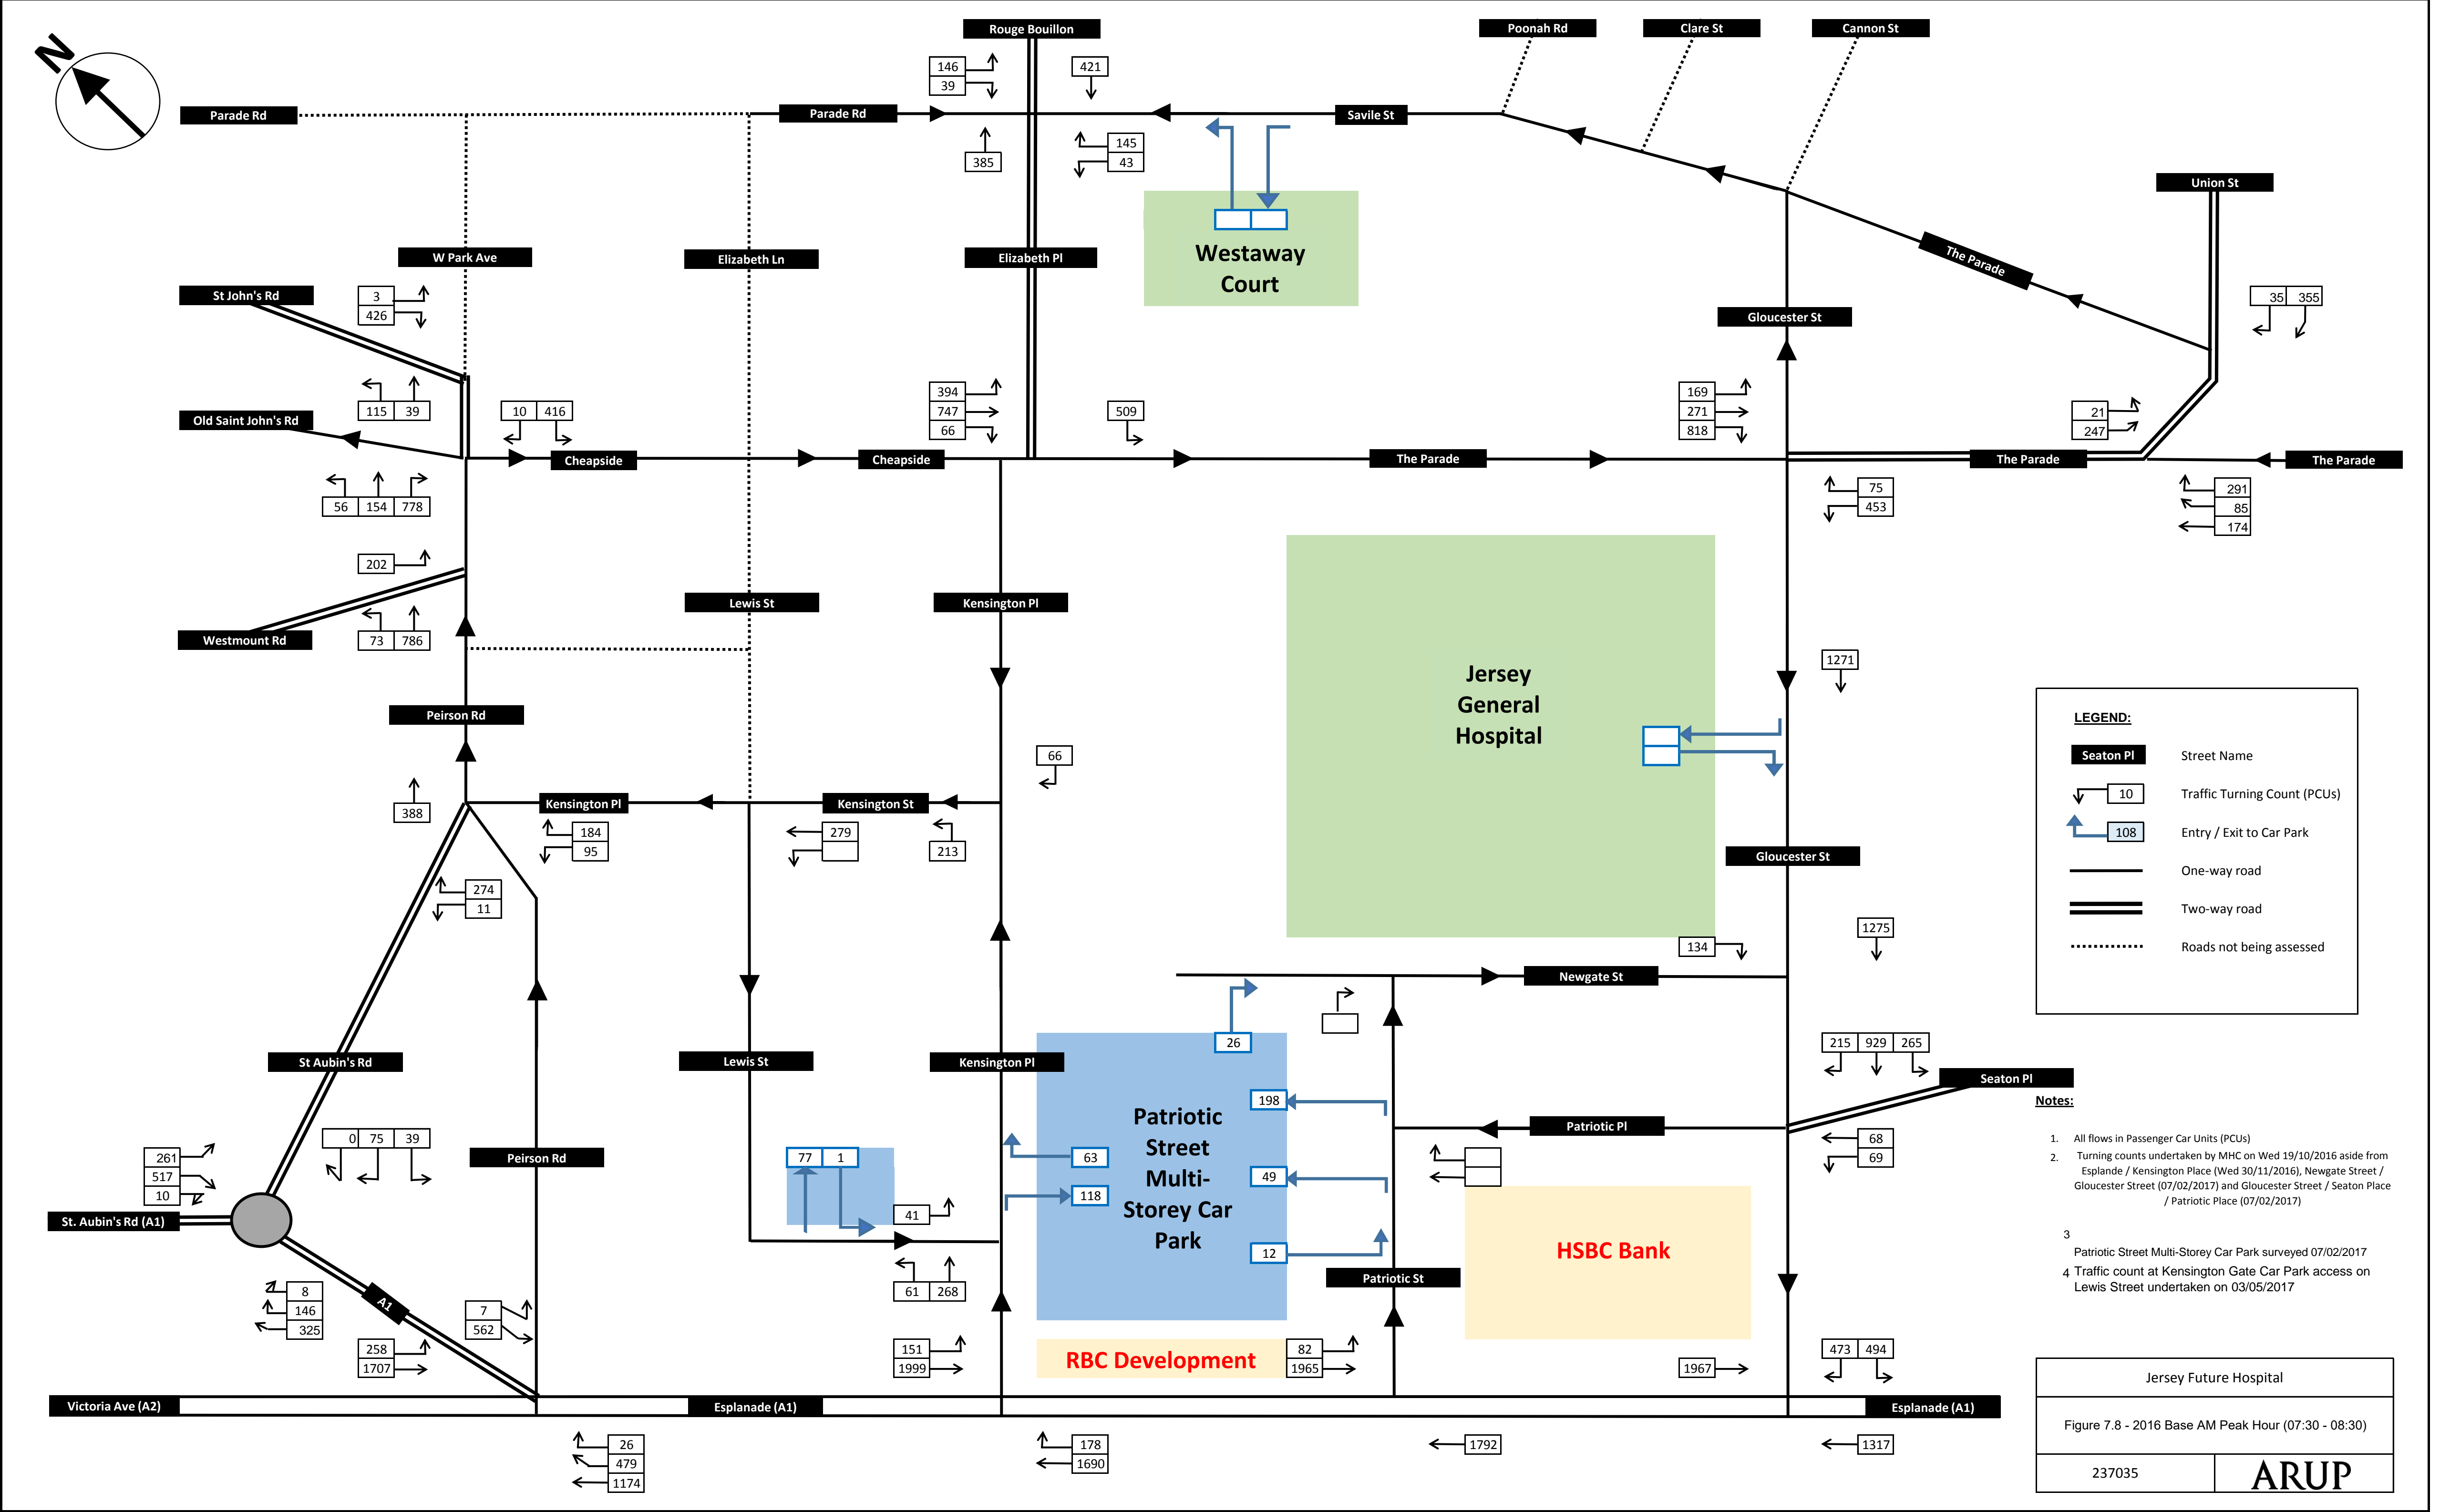 Rouge Bouillon
Poonah Rd
Clare St
Cannon St
N
146
39
421
Parade Rd
Parade Rd
Savile St
385
145
43
Union St
W Park Ave
Elizabeth Ln
Elizabeth Pl
Westaway
Court
The Parade
St John's Rd
3
426
35 355
Gloucester St
394
747
66
169
271
818
115 39
10 416
509
21
247
Old Saint John's Rd
Cheapside
Cheapside
The Parade
The Parade
The Parade
56 154 778
75
453
291
85
174
202
Lewis St
Kensington Pl
73 786
Westmount Rd
Jersey
General
Hospital
1271
Peirson Rd
66
LEGEND:
Seaton Pl
Street Name
10
Traffic Turning Count (PCUs)
108
Entry / Exit to Car Park
One-way road
Two-way road
Roads not being assessed
388
Kensington Pl
Kensington St
184
95
279
213
Gloucester St
274
11
1275
134
Newgate St
26
215 929 265
St Aubin's Rd
Lewis St
Kensington Pl
Seaton Pl
Notes:
1. All flows in Passenger Car Units (PCUs)
2. Turning counts undertaken by MHC on Wed 19/10/2016 aside from
Esplande / Kensington Place (Wed 30/11/2016), Newgate Street /
Gloucester Street (07/02/2017) and Gloucester Street / Seaton Place
/ Patriotic Place (07/02/2017)
3
Patriotic Street Multi-Storey Car Park surveyed 07/02/2017
4 Traffic count at Kensington Gate Car Park access on
Lewis Street undertaken on 03/05/2017
198
Patriotic
Street
Multi-
Storey Car
Park
Patriotic Pl
68
69
0 75 39
261
517
10
Peirson Rd
77 1
63
118
49
12
41
St. Aubin's Rd (A1)
HSBC Bank
Patriotic St
61 268
8
146
325
A1
7
562
258
1707
151
1999
RBC Development
82
1965
1967
473 494
Victoria Ave (A2)
Esplanade (A1)
Esplanade (A1)
26
479
1174
178
1690
1792
1317
Jersey Future Hospital
Figure 7.8 - 2016 Base AM Peak Hour (07:30 - 08:30)
237035
ARUP